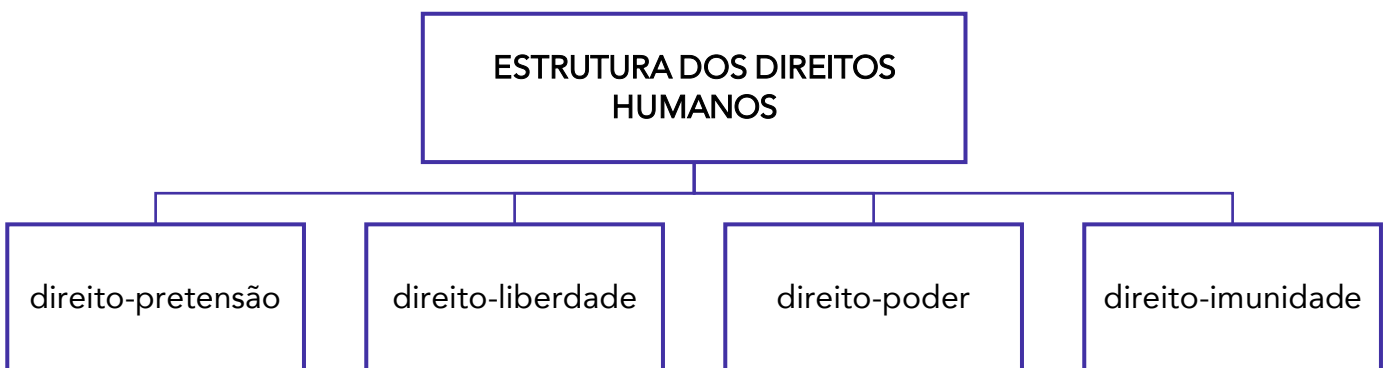 ESTRUTURA DOS DIREITOS
HUMANOS
direito-pretensão
direito-liberdade
direito-poder
direito-imunidade